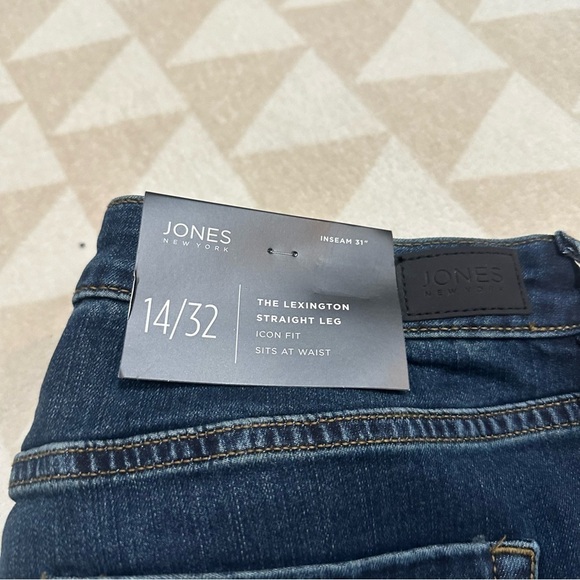 JONES
NEW YORK
INSEAM 31"
14/32
THE LEXINGTON
STRAIGHT LEG
ICON FIT
SITS AT WAIST
JONES
NEW YORK